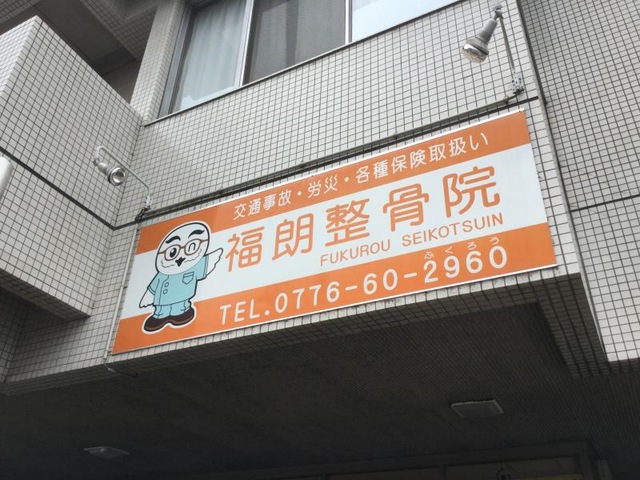 交通事故・労災・各種保険取扱い
福朗整骨院
FUKUROU SEIKOTSUIN
ふくろう
TEL.0776-60-2960